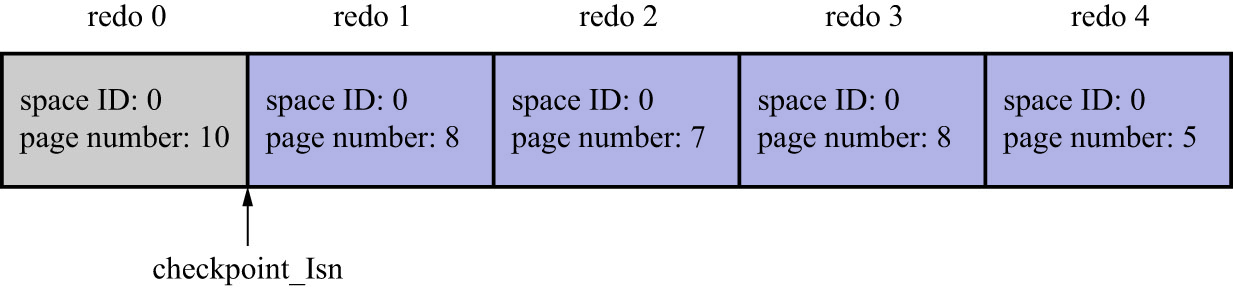 redo 0
redo 1
redo 2
redo 3
redo 4
space ID: 0
page number: 10
space ID: 0
page number: 8
space ID: 0
page number: 7
space ID: 0
page number: 8
space ID: 0
page number: 5
checkpoint_Isn